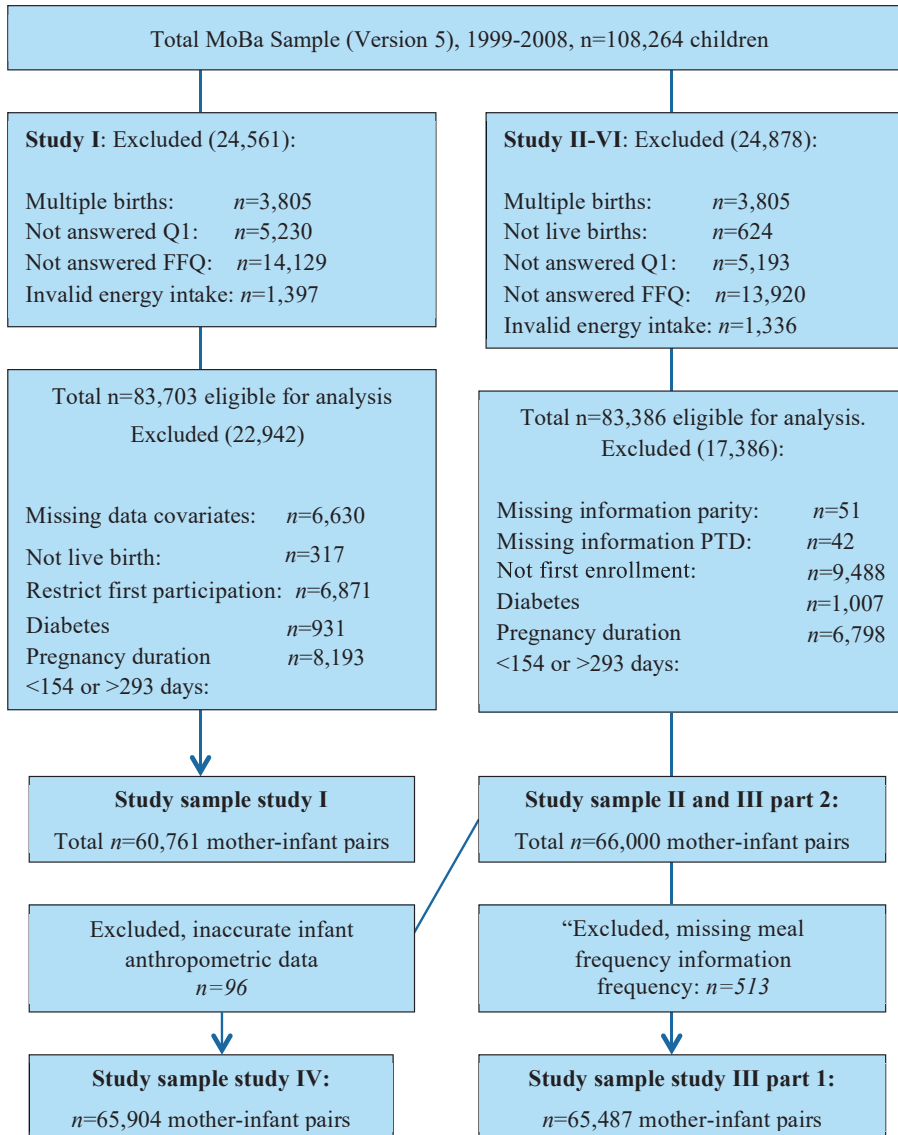 Total MoBa Sample (Version 5), 1999-2008, n=108,264 children
Study I: Excluded (24,561):
Multiple births: n=3,805
Not answered Q1: n=5,230
Not answered FFQ: n=14,129
Invalid energy intake: n=1,397
Study II-VI: Excluded (24,878):
Multiple births: n=3,805
Not live births: n=624
Not answered Q1: n=5,193
Not answered FFQ: n=13,920
Invalid energy intake: n=1,336
Total n=83,703 eligible for analysis
Excluded (22,942)
Missing data covariates: n=6,630
Not live birth: n=317
Restrict first participation: n=6,871
Diabetes n=931
Pregnancy duration n=8,193
<154 or >293 days:
Total n=83,386 eligible for analysis.
Excluded (17,386):
Missing information parity: n=51
Missing information PTD: n=42
Not first enrollment: n=9,488
Diabetes n=1,007
Pregnancy duration n=6,798
<154 or >293 days:
Study sample study I
Total n=60,761 mother-infant pairs
Study sample II and III part 2:
Total n=66,000 mother-infant pairs
Excluded, inaccurate infant
anthropometric data
n=96
“Excluded, missing meal
frequency information
frequency: n=513
Study sample study IV:
n=65,904 mother-infant pairs
Study sample study III part 1:
n=65,487 mother-infant pairs